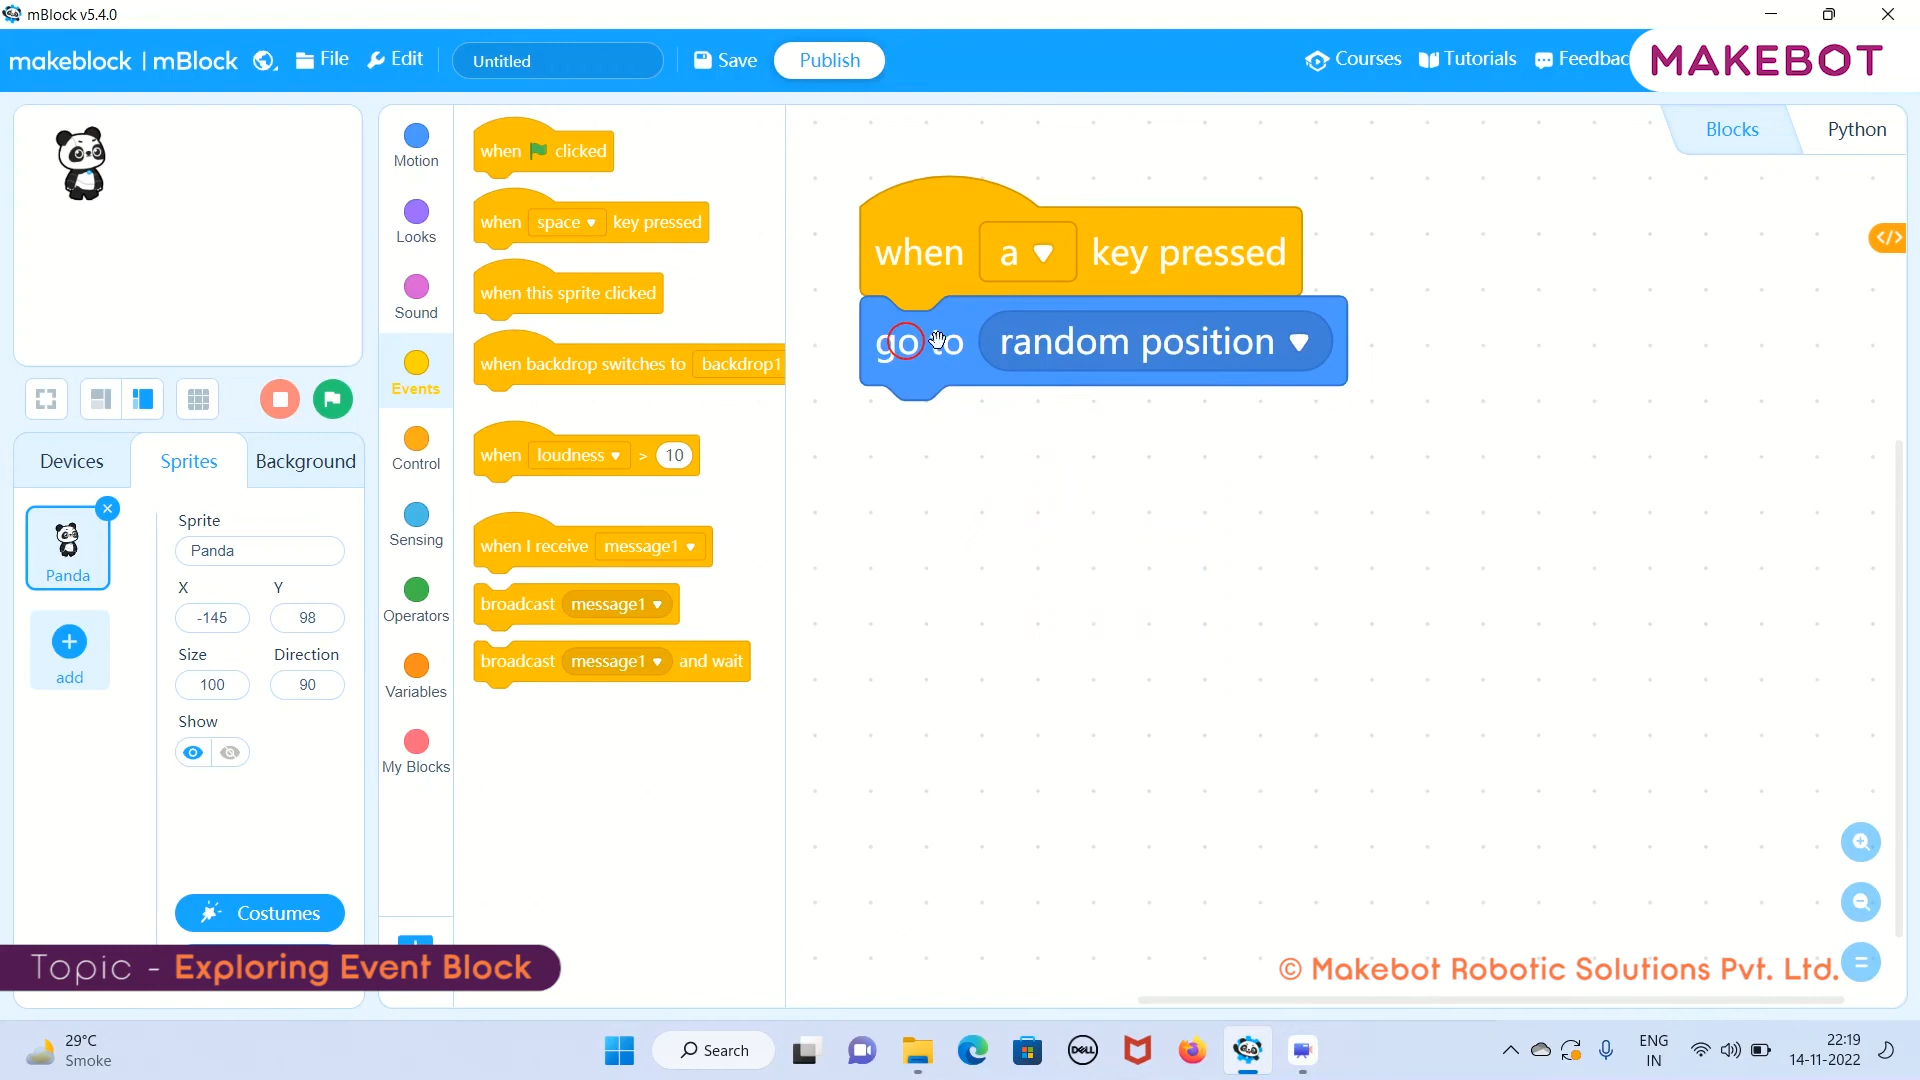 mBlock v5.4.0
makeblock | mBlock
File
Edit
Untitled
Save
Publish
Courses
Tutorials
Feedbac
MAKEBOT
Blocks
Python
Motion
Looks
Sound
Events
Control
Sensing
Operators
Variables
My Blocks
when clicked
when space key pressed
when this sprite clicked
when backdrop switches to backdrop1
when loudness > 10
when I receive message1
broadcast message1
broadcast message1 and wait
when a key pressed
go to random position
</>
Devices
Sprites
Background
Panda
add
Sprite
Panda
X
Y
-145
98
Size
Direction
100
90
Show
Costumes
Topic - Exploring Event Block
© Makebot Robotic Solutions Pvt. Ltd.
29°C
Smoke
Search
DELL
ENG
IN
22:19
14-11-2022